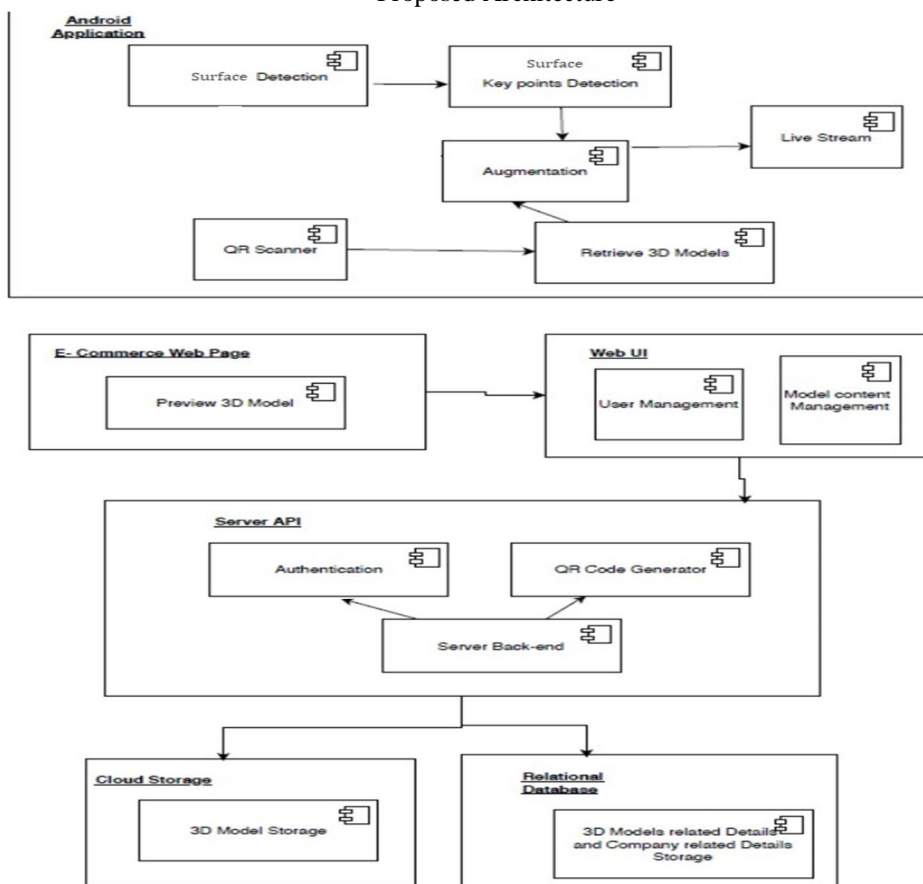 Proposed Architecture
Android
Application
Surface Detection
Surface
Key points Detection
Live Stream
Augmentation
QR Scanner
Retrieve 3D Models
E- Commerce Web Page
Preview 3D Model
Web UI
User Management
Model content
Management
Server API
Authentication
QR Code Generator
Server Back-end
Cloud Storage
3D Model Storage
Relational
Database
3D Models related Details
and Company related Details
Storage